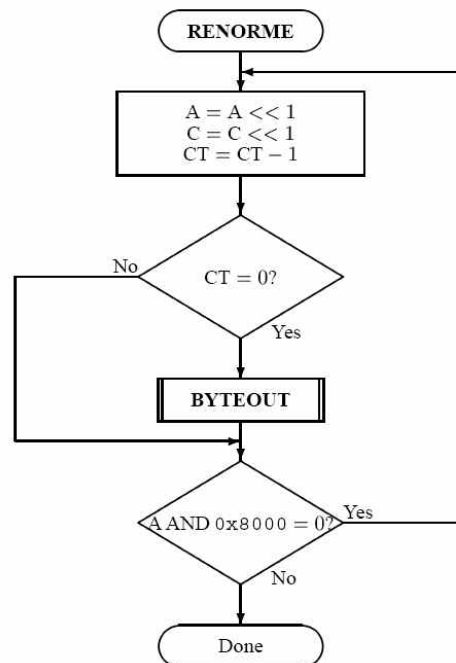 RENORME
A = A << 1
C = C << 1
CT = CT − 1
No
CT = 0?
Yes
BYTEOUT
A AND 0x8000 = 0?
Yes
No
Done